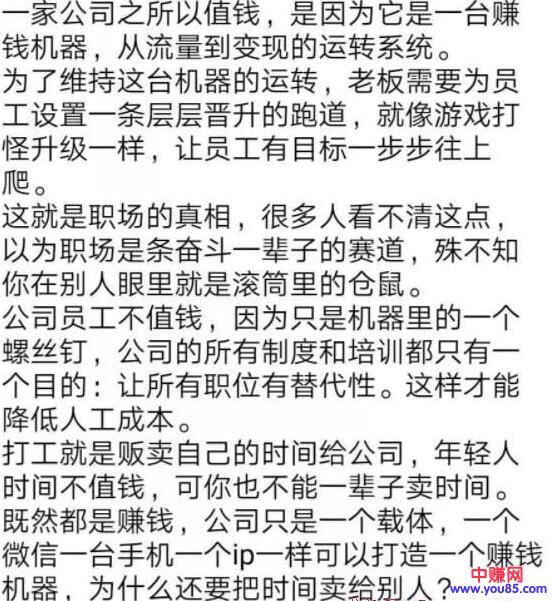 一家公司之所以值钱，是因为它是一台赚
钱机器，从流量到变现的运转系统。
为了维持这台机器的运转，老板需要为员
工设置一条层层晋升的跑道，就像游戏打
怪升级一样，让员工有目标一步步往上
爬。
这就是职场的真相，很多人看不清这点，
以为职场是条奋斗一辈子的赛道，殊不知
你在别人眼里就是滚筒里的仓鼠。
公司员工不值钱，因为只是机器里的一个
螺丝钉，公司的所有制度和培训都只有一
个目的：让所有职位有替代性。这样才能
降低人工成本。
打工就是贩卖自己的时间给公司，年轻人
时间不值钱，可你也不能一辈子卖时间。
既然都是赚钱，公司只是一个载体，一个
微信一台手机一个ip一样可以打造一个赚钱
机器，为什么还要把时间卖给别人？
中赚网
www.you85.com